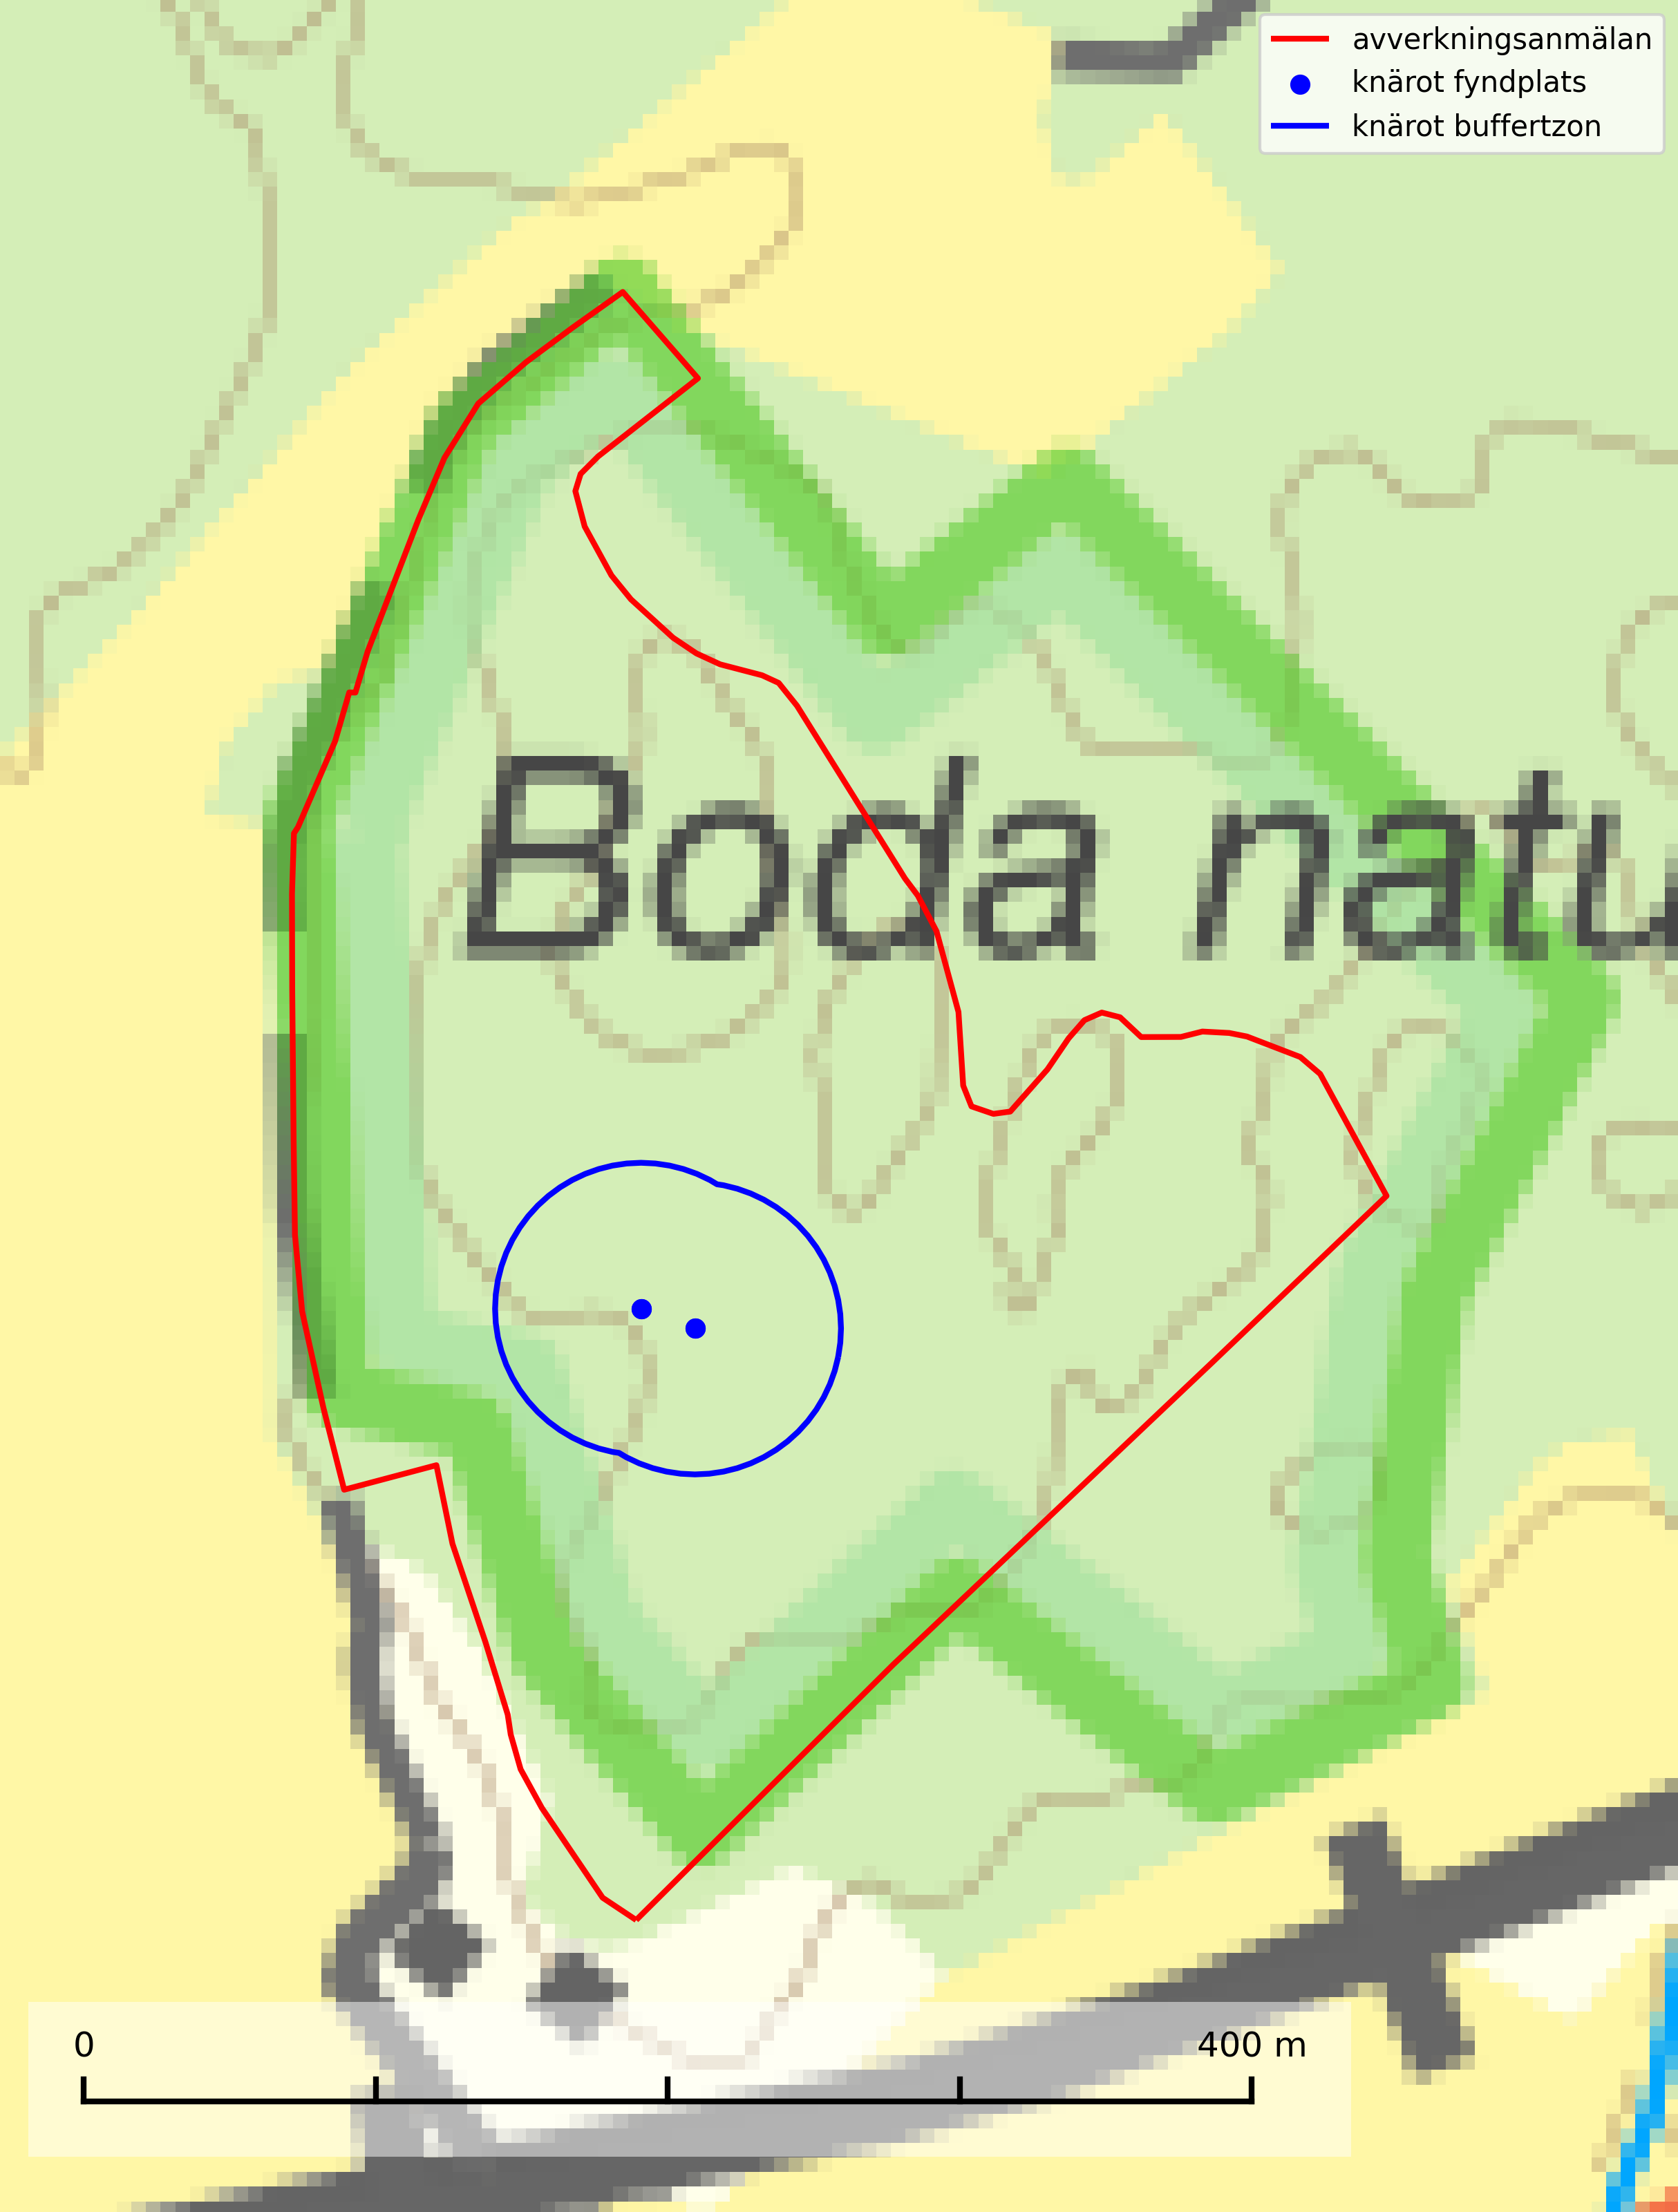 avverkningsanmälan
knärot fyndplats
knärot buffertzon
Boda natu
0 400 m